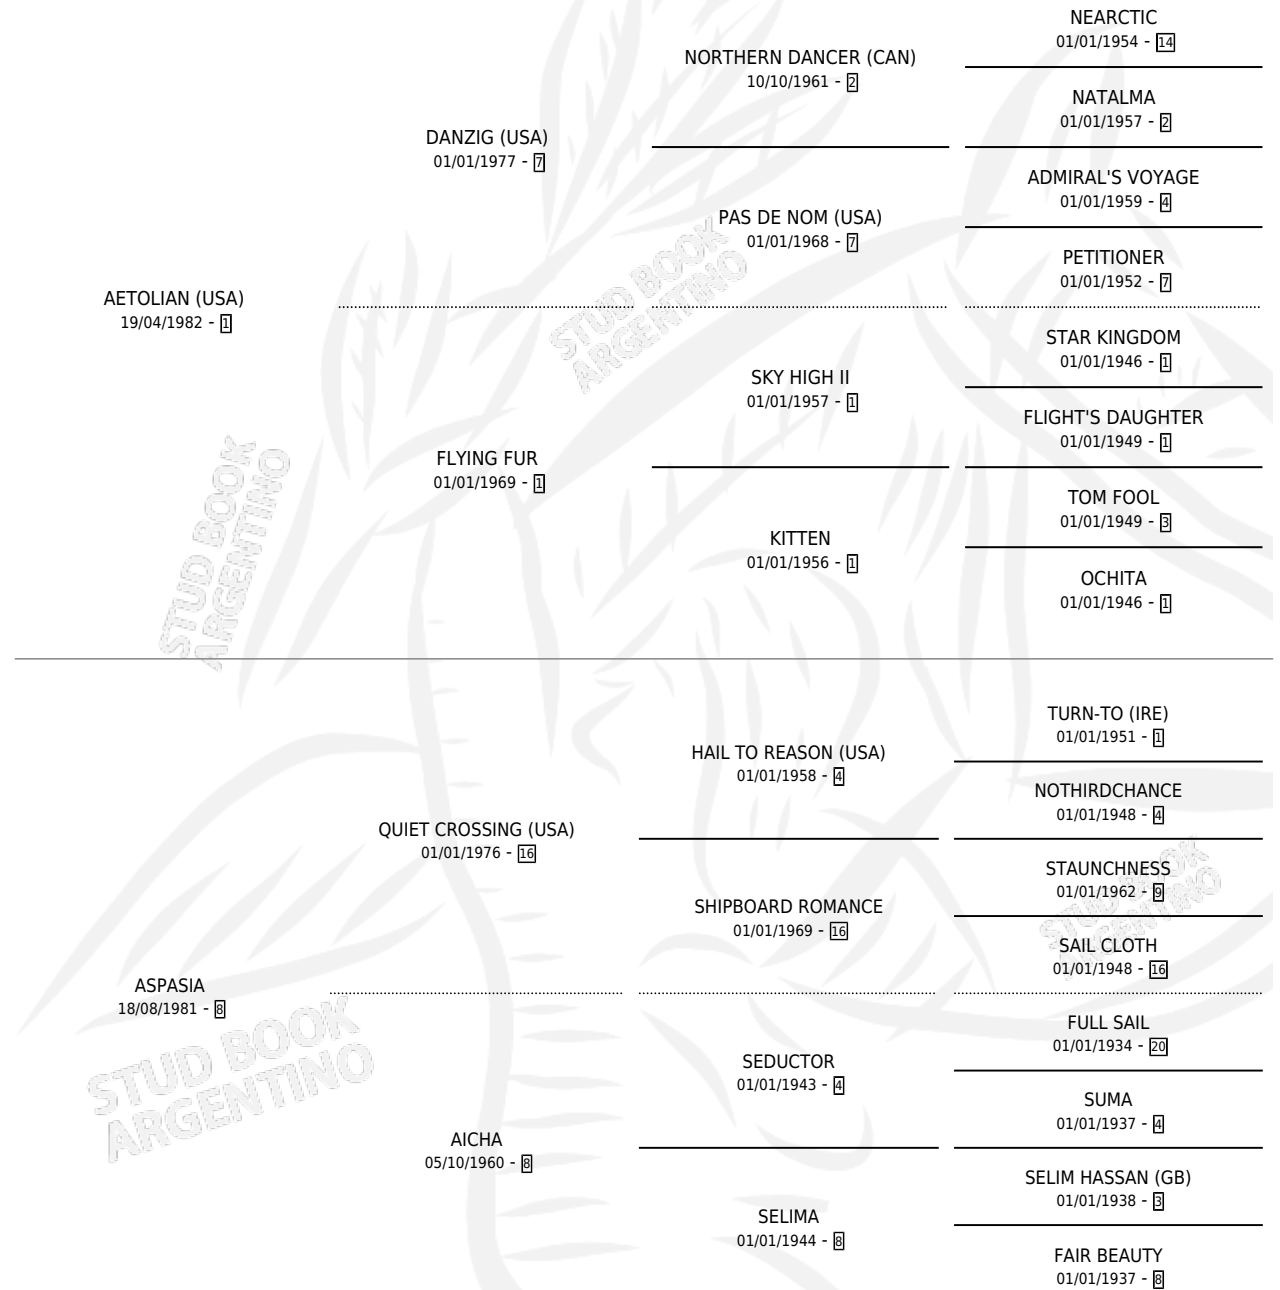 NEARCTIC
01/01/1954 - 14
NORTHERN DANCER (CAN)
10/10/1961 - 2
NATALMA
01/01/1957 - 2
DANZIG (USA)
01/01/1977 - 7
ADMIRAL'S VOYAGE
01/01/1959 - 4
PAS DE NOM (USA)
01/01/1968 - 7
PETITIONER
01/01/1952 - 7
AETOLIAN (USA)
19/04/1982 - 1
STUD BOOK
ARGENTINO
STAR KINGDOM
01/01/1946 - 1
SKY HIGH II
01/01/1957 - 1
FLIGHT'S DAUGHTER
01/01/1949 - 1
FLYING FUR
01/01/1969 - 1
TOM FOOL
01/01/1949 - 3
KITTEN
01/01/1956 - 1
OCHITA
01/01/1946 - 1
STUD BOOK
ARGENTINO
TURN-TO (IRE)
01/01/1951 - 1
HAIL TO REASON (USA)
01/01/1958 - 4
NOTHIRDCHANCE
01/01/1948 - 4
QUIET CROSSING (USA)
01/01/1976 - 16
STAUNCHNESS
01/01/1962 - 9
SHIPBOARD ROMANCE
01/01/1969 - 16
STUD BOOK
ARGENTINO
SAIL CLOTH
01/01/1948 - 16
ASPASIA
18/08/1981 - 8
FULL SAIL
01/01/1934 - 20
STUD BOOK
ARGENTINO
SEDUCTOR
01/01/1943 - 4
SUMA
01/01/1937 - 4
AICHA
05/10/1960 - 8
SELIM HASSAN (GB)
01/01/1938 - 3
SELIMA
01/01/1944 - 8
FAIR BEAUTY
01/01/1937 - 8